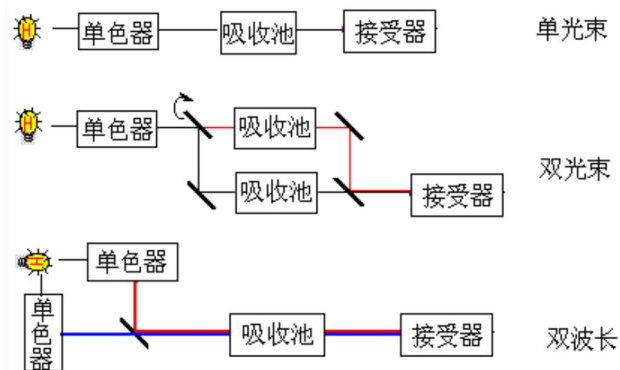 单色器 吸收池 接受器 单光束
单色器 吸收池
吸收池 接受器 双光束
单色器
单色器 吸收池 接受器 双波长